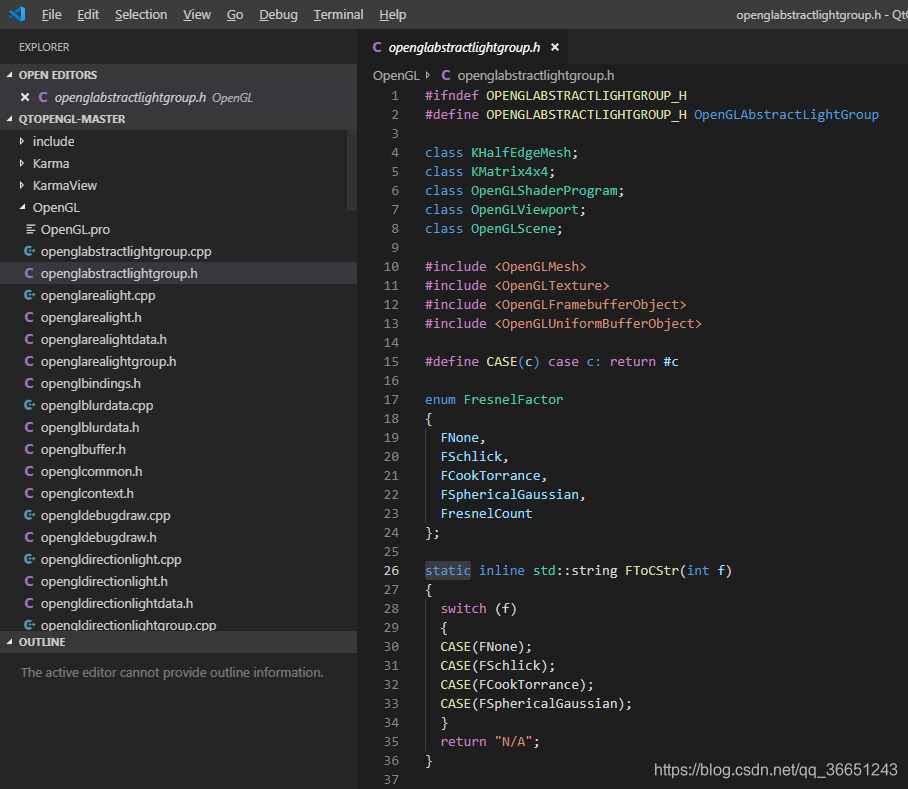 File Edit Selection View Go Debug Terminal Help openglabstractlightgroup.h - QtO
EXPLORER
OPEN EDITORS
openglabstractlightgroup.h OpenGL
QTOPENGL-MASTER
include
Karma
KarmaView
OpenGL
OpenGL.pro
openglabstractlightgroup.cpp
openglabstractlightgroup.h
openglarealight.cpp
openglarealight.h
openglarealightdata.h
openglarealightgroup.h
openglbindings.h
openglblurdata.cpp
openglblurdata.h
openglbuffer.h
openglcommon.h
openglcontext.h
opengldebugdraw.cpp
opengldebugdraw.h
opengldirectionlight.cpp
opengldirectionlight.h
opengldirectionlightdata.h
opengldirectionlightgroup.cpp
OUTLINE
The active editor cannot provide outline information.
C openglabstractlightgroup.h
OpenGL C openglabstractlightgroup.h
1 #ifndef OPENGLABSTRACTLIGHTGROUP_H
2 #define OPENGLABSTRACTLIGHTGROUP_H OpenGLAbstractLightGroup
3
4 class KHalfEdgeMesh;
5 class KMatrix4x4;
6 class OpenGLShaderProgram;
7 class OpenGLViewport;
8 class OpenGLScene;
9
10 #include <OpenGLMesh>
11 #include <OpenGLTexture>
12 #include <OpenGLFramebufferObject>
13 #include <OpenGLUniformBufferObject>
14
15 #define CASE(c) case c: return #c
16
17 enum FresnelFactor
18 {
19 FNone,
20 FSchlick,
21 FCookTorrance,
22 FSphericalGaussian,
23 FresnelCount
24 };
25
26 static inline std::string FToCStr(int f)
27 {
28 switch (f)
29 {
30 CASE(FNone);
31 CASE(FSchlick);
32 CASE(FCookTorrance);
33 CASE(FSphericalGaussian);
34 }
35 return "N/A";
36 }
37
https://blog.csdn.net/qq_36651243